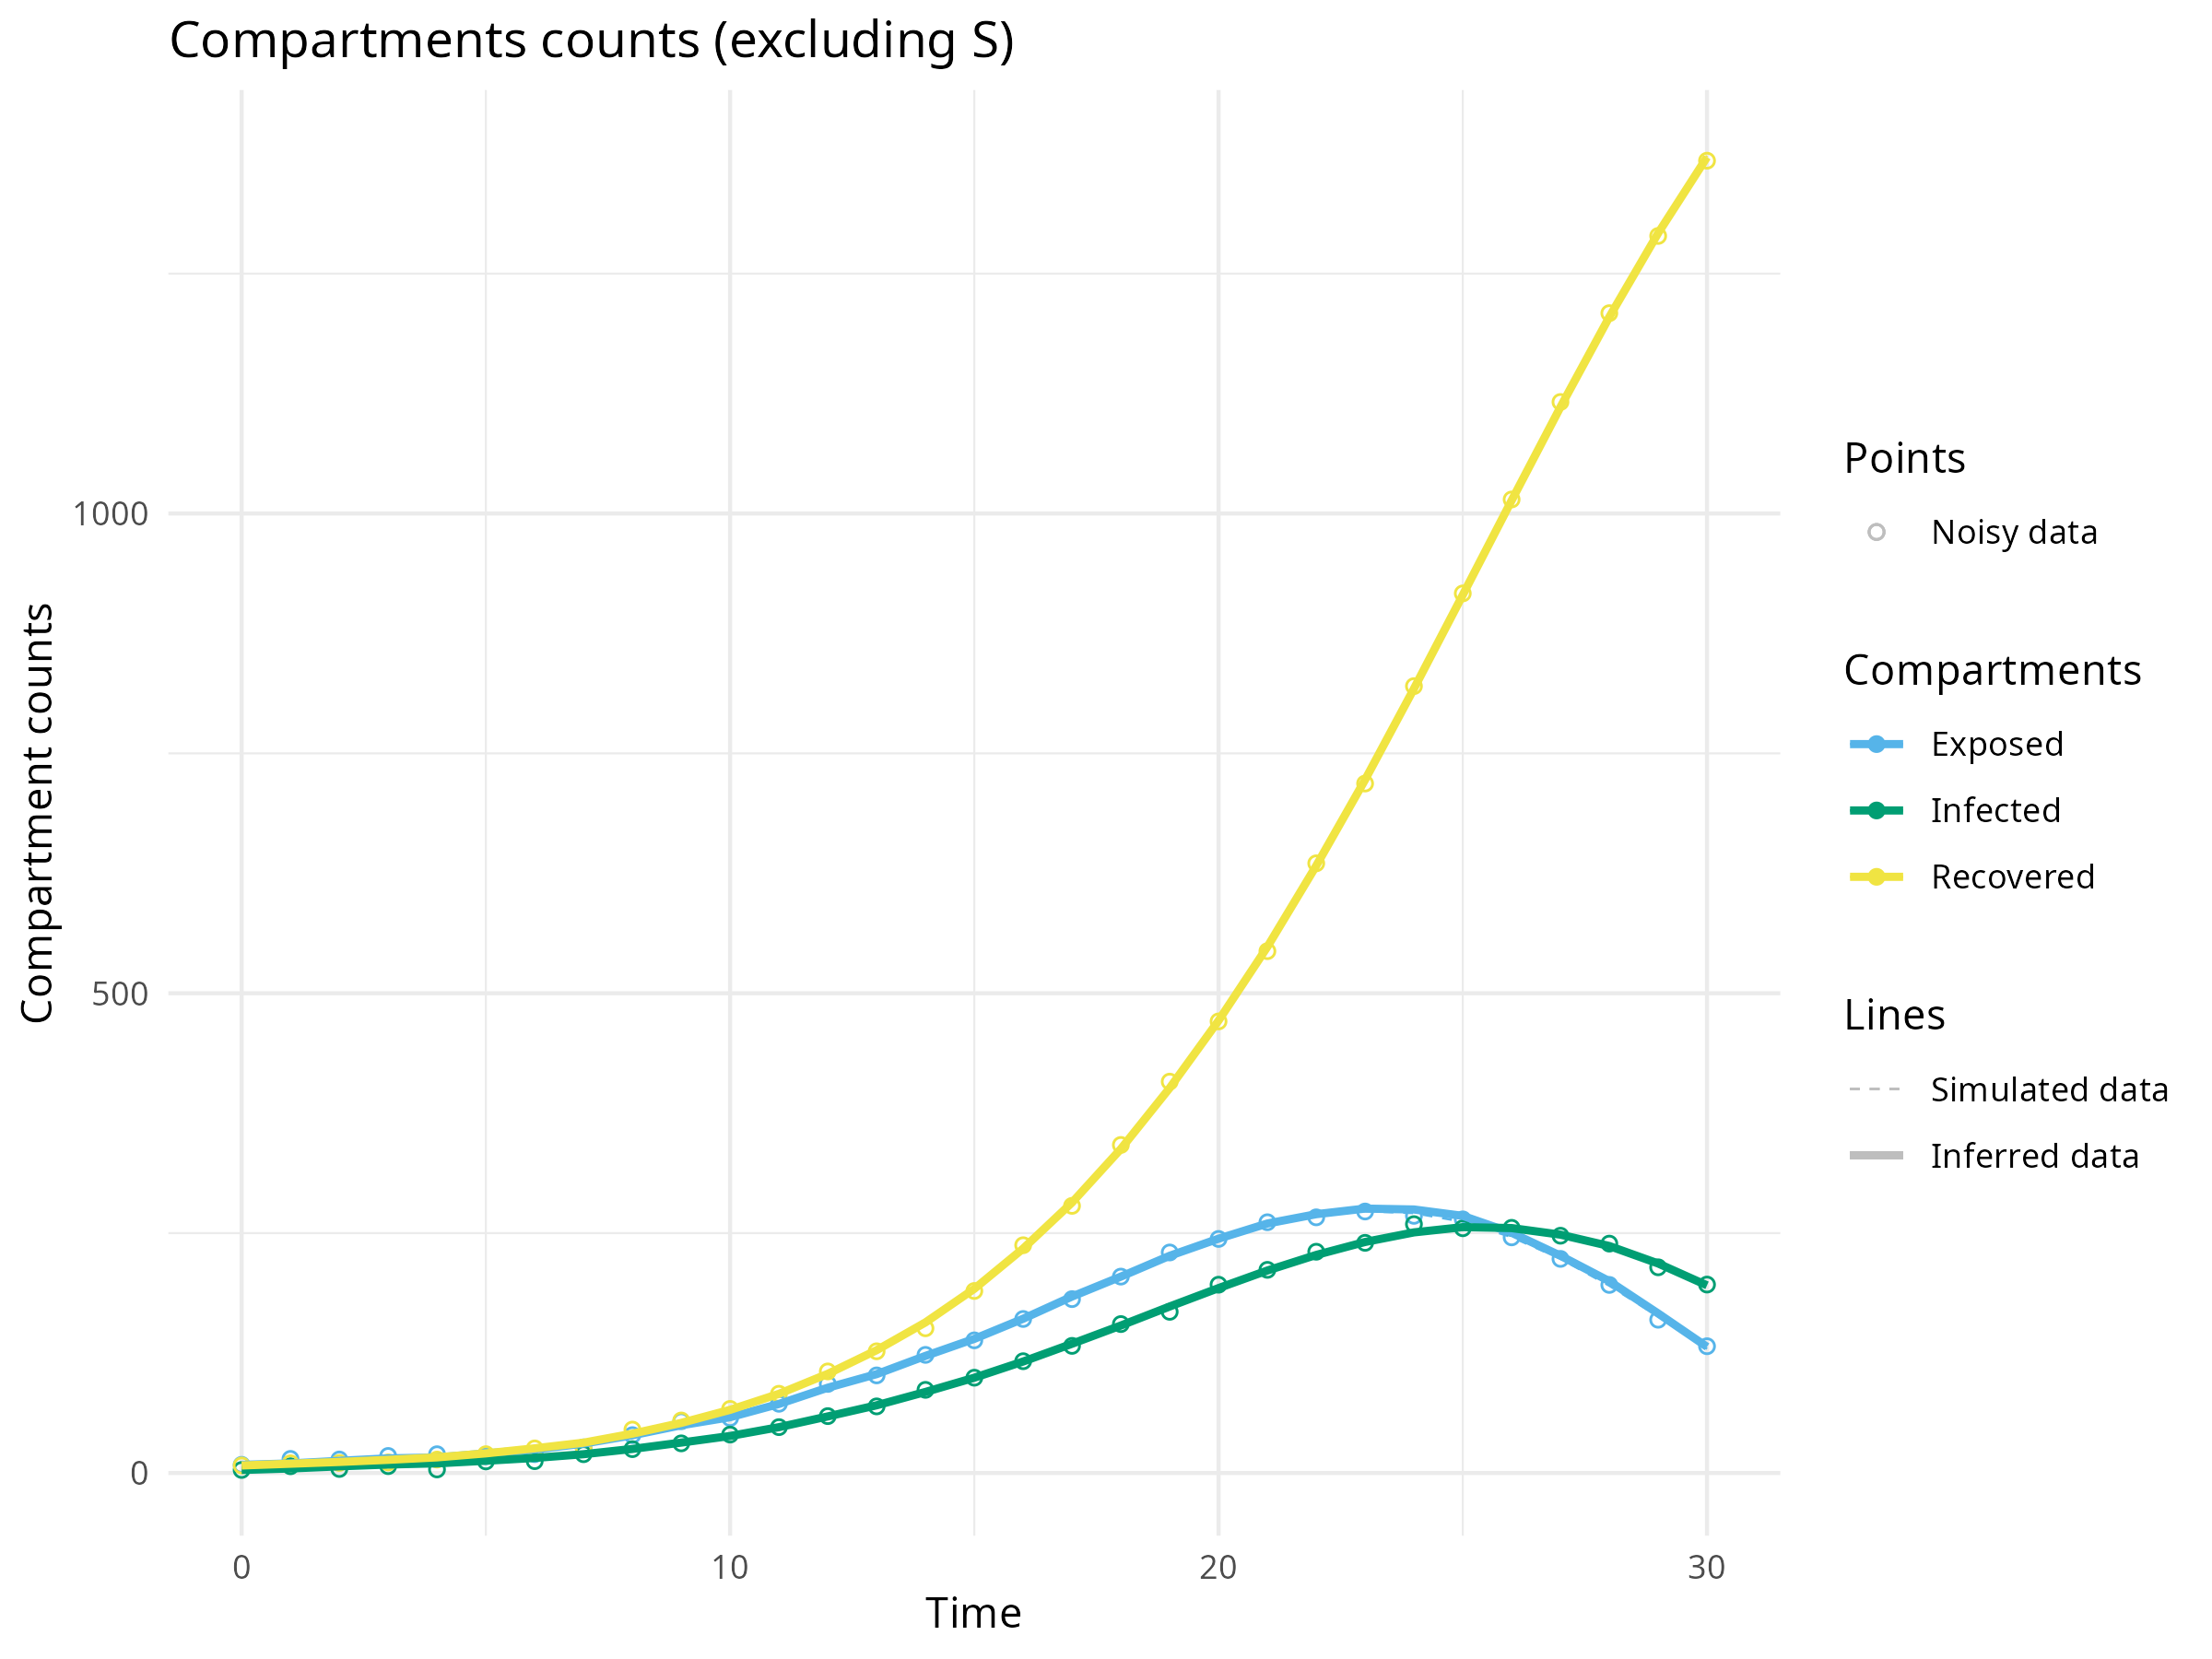 Compartments counts (excluding S)
Compartment counts
1000
500
0
0
10
20
30
Time
Points
Noisy data
Compartments
Exposed
Infected
Recovered
Lines
Simulated data
Inferred data